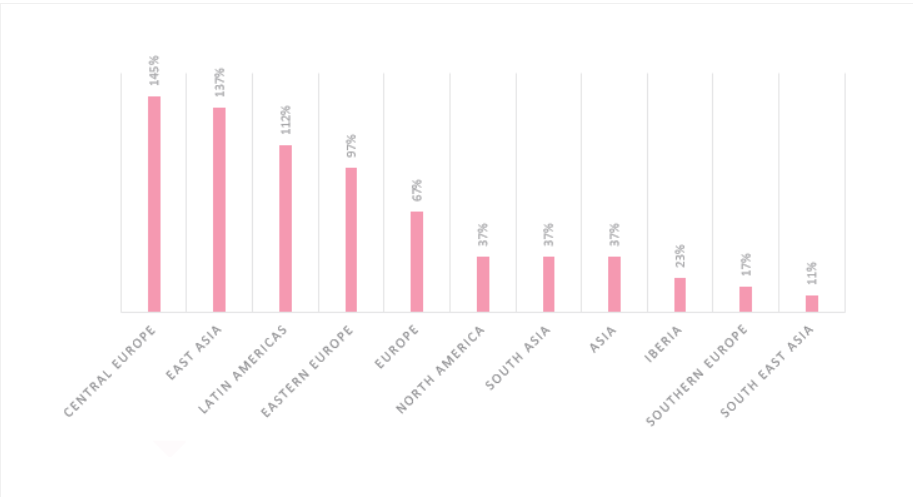 145%
137%
112%
97%
67%
37%
37%
37%
23%
17%
11%
CENTRAL EUROPE
EAST ASIA
LATIN AMERICAS
EASTERN EUROPE
EUROPE
NORTH AMERICA
SOUTH ASIA
ASIA
IBERIA
SOUTHERN EUROPE
SOUTH EAST ASIA